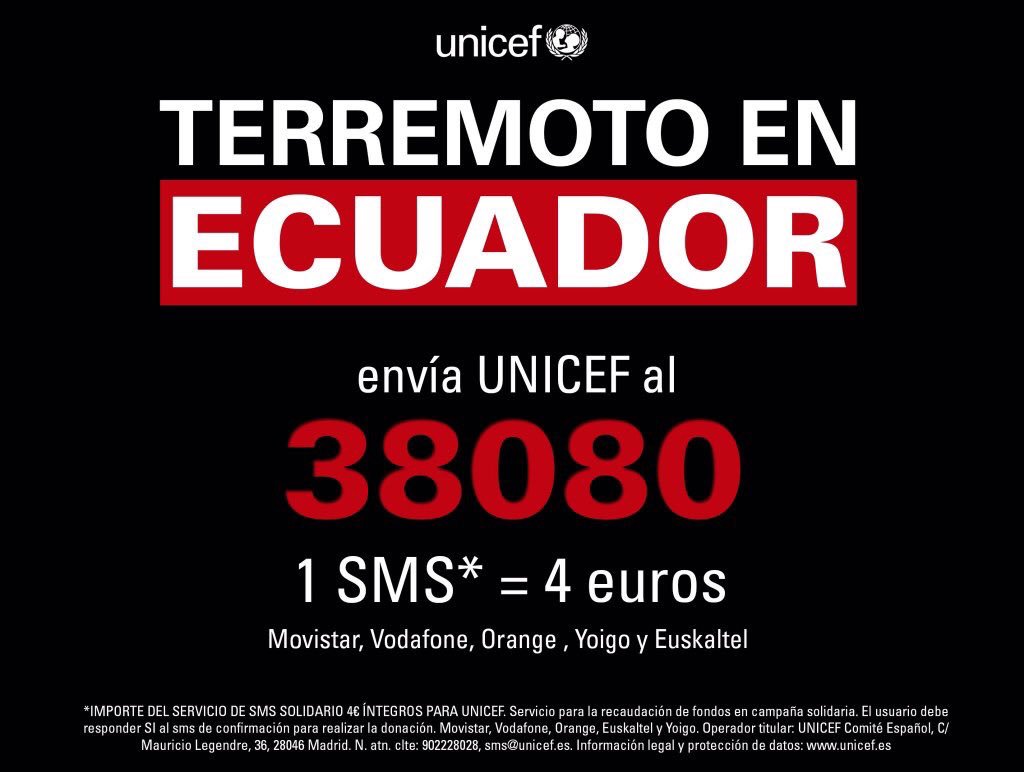 unicef
TERREMOTO EN
ECUADOR
envía UNICEF al
38080
1 SMS* = 4 euros
Movistar, Vodafone, Orange , Yoigo y Euskaltel
*IMPORTE DEL SERVICIO DE SMS SOLIDARIO 4€ ÍNTEGROS PARA UNICEF. Servicio para la recaudación de fondos en campaña solidaria. El usuario debe
responder SI al sms de confirmación para realizar la donación. Movistar, Vodafone, Orange, Euskaltel y Yoigo. Operador titular: UNICEF Comité Español, C/
Mauricio Legendre, 36, 28046 Madrid. N. atn. clte: 902228028, sms@unicef.es. Información legal y protección de datos: www.unicef.es